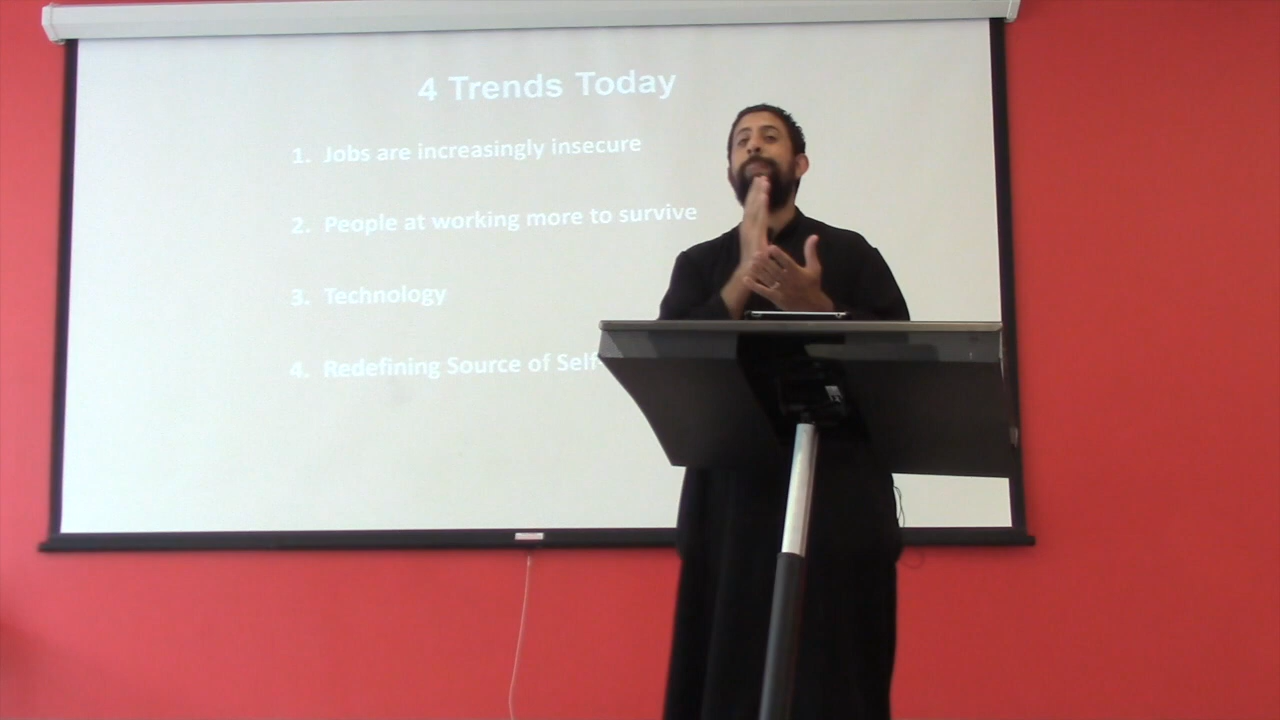 4 Trends Today
1. Jobs are increasingly insecure
2. People at working more to survive
3. Technology
4. Redefining Source of Self-